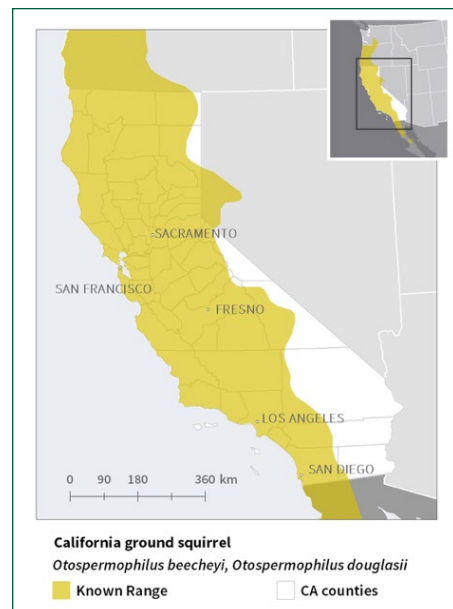 SACRAMENTO
SAN FRANCISCO
FRESNO
LOS ANGELES
SAN DIEGO
0 90 180 360 km
California ground squirrel
Otospermophilus beecheyi, Otospermophilus douglasii
Known Range CA counties